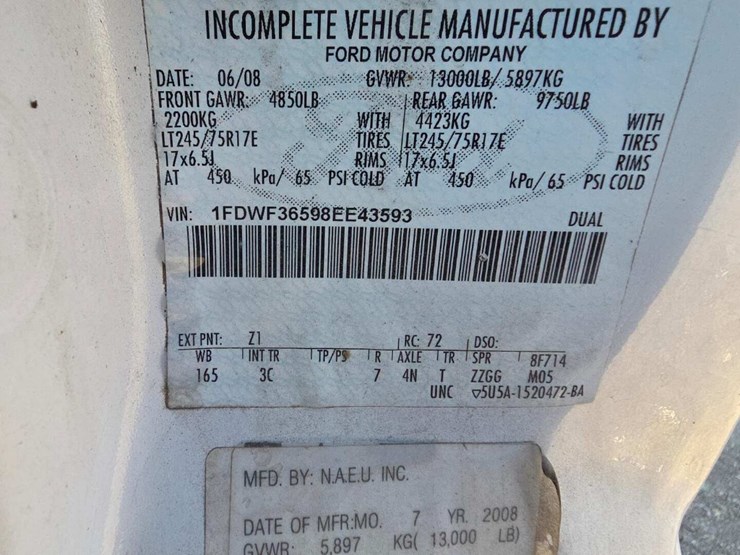 INCOMPLETE VEHICLE MANUFACTURED BY
FORD MOTOR COMPANY
DATE: 06/08 GVWR: 13000LB/ 5897KG
FRONT GAWR: 4850LB REAR GAWR: 9750LB
2200KG WITH 4423KG WITH
LT245/75R17E TIRES LT245/75R17E TIRES
17x6.5J RIMS 17x6.5J RIMS
AT 450 kPa/ 65 PSI COLD AT 450 kPa/ 65 PSI COLD
VIN: 1FDWF36598EE43593 DUAL
EXT PNT: Z1 RC: 72 DSO:
WB INT TR TP/PS R AXLE TR SPR 8F714
165 3C 7 4N T ZZGG M05
UNC ▽5U5A-1520472-BA
MFD. BY: N.A.E.U. INC.
DATE OF MFR:MO. 7 YR. 2008
GVWR: 5,897 KG( 13,000 LB)